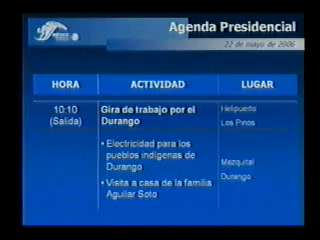 MÉXICO
Agenda Presidencial
22 de mayo de 2006
HORA
ACTIVIDAD
LUGAR
10:10
(Salida)
Gira de trabajo por el
Durango
Helipuerto
Los Pinos
• Electricidad para los
pueblos indígenas de
Durango
• Visita a casa de la familia
Aguilar Soto
Mezquital
Durango